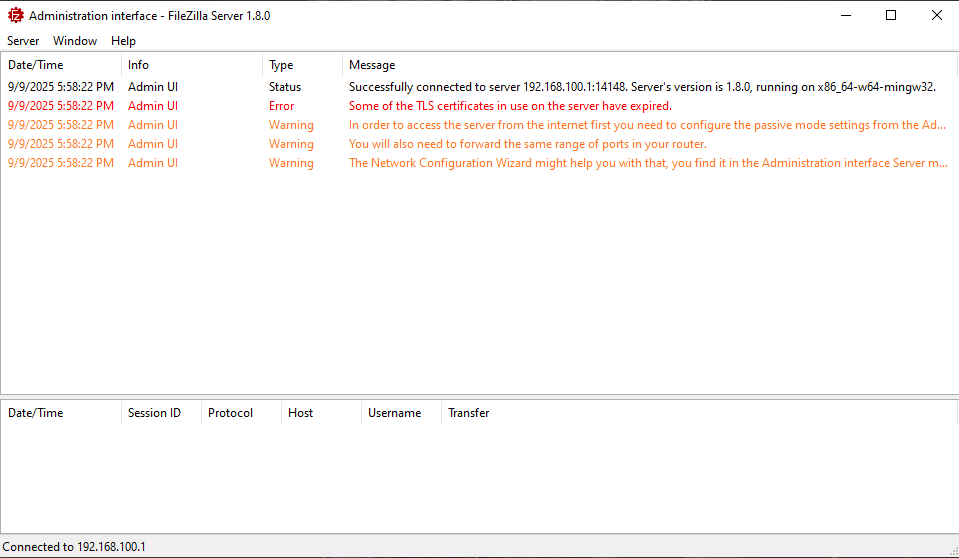 Administration interface - FileZilla Server 1.8.0
Server Window Help
Date/Time Info Type Message
9/9/2025 5:58:22 PM Admin UI Status Successfully connected to server 192.168.100.1:14148. Server's version is 1.8.0, running on x86_64-w64-mingw32.
9/9/2025 5:58:22 PM Admin UI Error Some of the TLS certificates in use on the server have expired.
9/9/2025 5:58:22 PM Admin UI Warning In order to access the server from the internet first you need to configure the passive mode settings from the Ad...
9/9/2025 5:58:22 PM Admin UI Warning You will also need to forward the same range of ports in your router.
9/9/2025 5:58:22 PM Admin UI Warning The Network Configuration Wizard might help you with that, you find it in the Administration interface Server m...
Date/Time Session ID Protocol Host Username Transfer
Connected to 192.168.100.1